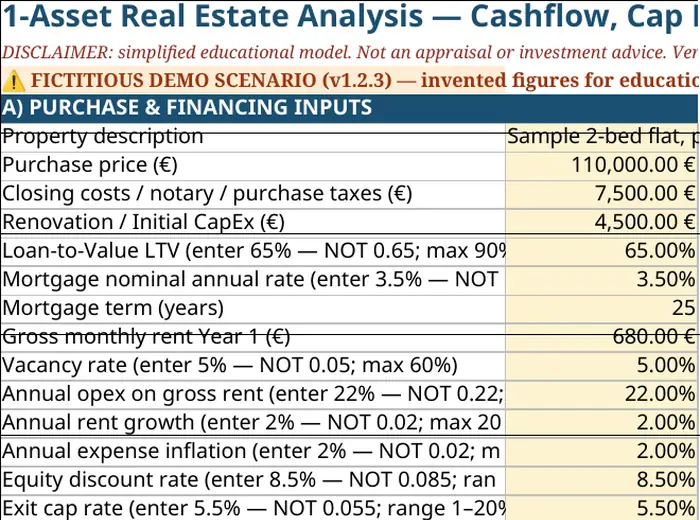 1-Asset Real Estate Analysis — Cashflow, Cap
DISCLAIMER: simplified educational model. Not an appraisal or investment advice. Ver
⚠ FICTITIOUS DEMO SCENARIO (v1.2.3) — invented figures for educatio
A) PURCHASE & FINANCING INPUTS
Property description Sample 2-bed flat, p
Purchase price (€) 110,000.00 €
Closing costs / notary / purchase taxes (€) 7,500.00 €
Renovation / Initial CapEx (€) 4,500.00 €
Loan-to-Value LTV (enter 65% — NOT 0.65; max 90% 65.00%
Mortgage nominal annual rate (enter 3.5% — NOT 3.50%
Mortgage term (years) 25
Gross monthly rent Year 1 (€) 680.00 €
Vacancy rate (enter 5% — NOT 0.05; max 60%) 5.00%
Annual opex on gross rent (enter 22% — NOT 0.22; 22.00%
Annual rent growth (enter 2% — NOT 0.02; max 20 2.00%
Annual expense inflation (enter 2% — NOT 0.02; m 2.00%
Equity discount rate (enter 8.5% — NOT 0.085; ran 8.50%
Exit cap rate (enter 5.5% — NOT 0.055; range 1–20% 5.50%